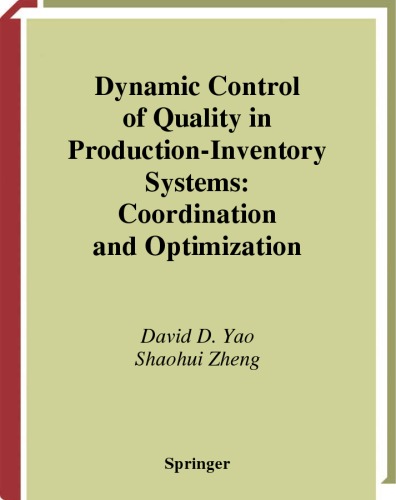 Dynamic Control
of Quality in
Production-Inventory
Systems:
Coordination
and Optimization
David D. Yao
Shaohui Zheng
Springer